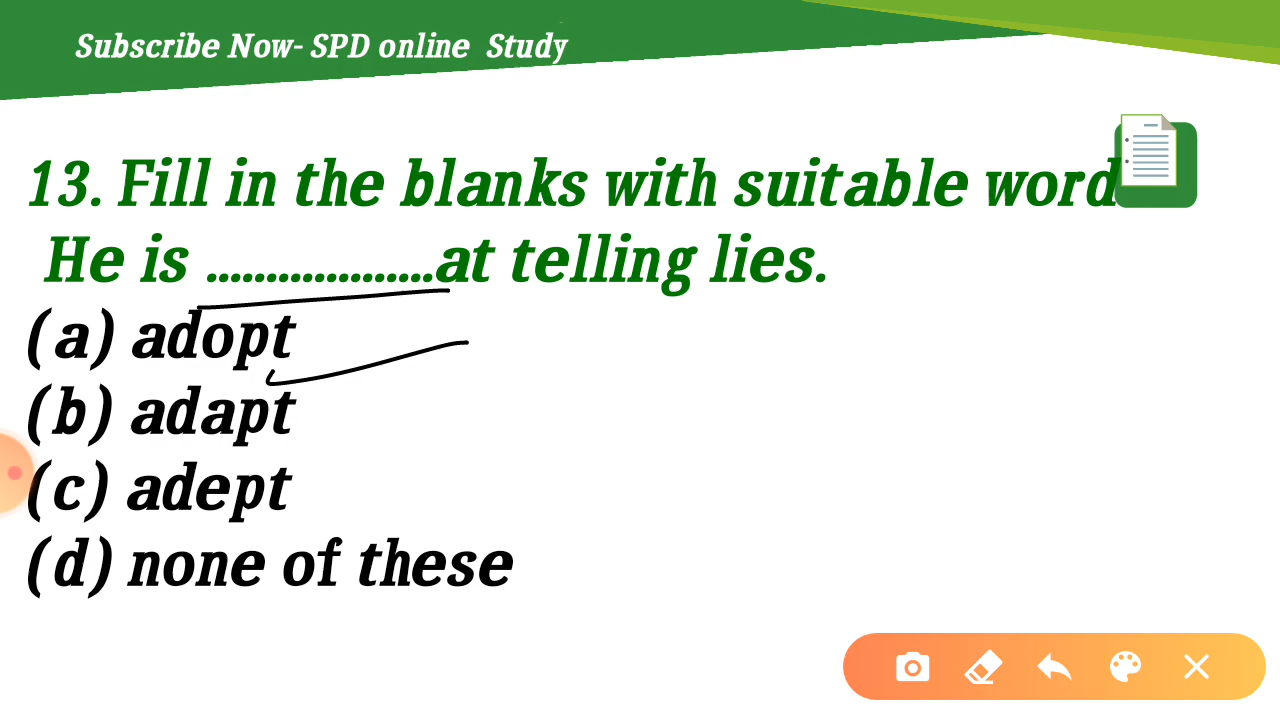 Subscribe Now- SPD online Study
13. Fill in the blanks with suitable word
He is ...................at telling lies.
(a) adopt
(b) adapt
(c) adept
(d) none of these